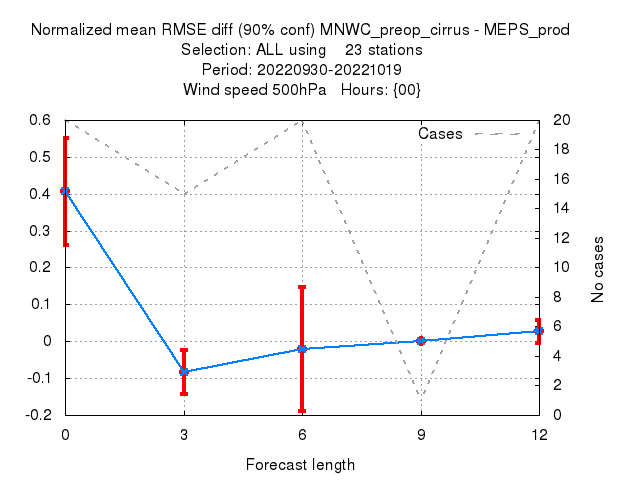 Normalized mean RMSE diff (90% conf) MNWC_preop_cirrus - MEPS_prod
Selection: ALL using 23 stations
Period: 20220930-20221019
Wind speed 500hPa Hours: {00}
0.6
0.5
0.4
0.3
0.2
0.1
0
-0.1
-0.2
Cases
20
18
16
14
12
10
8
6
4
2
0
No cases
0 3 6 9 12
Forecast length